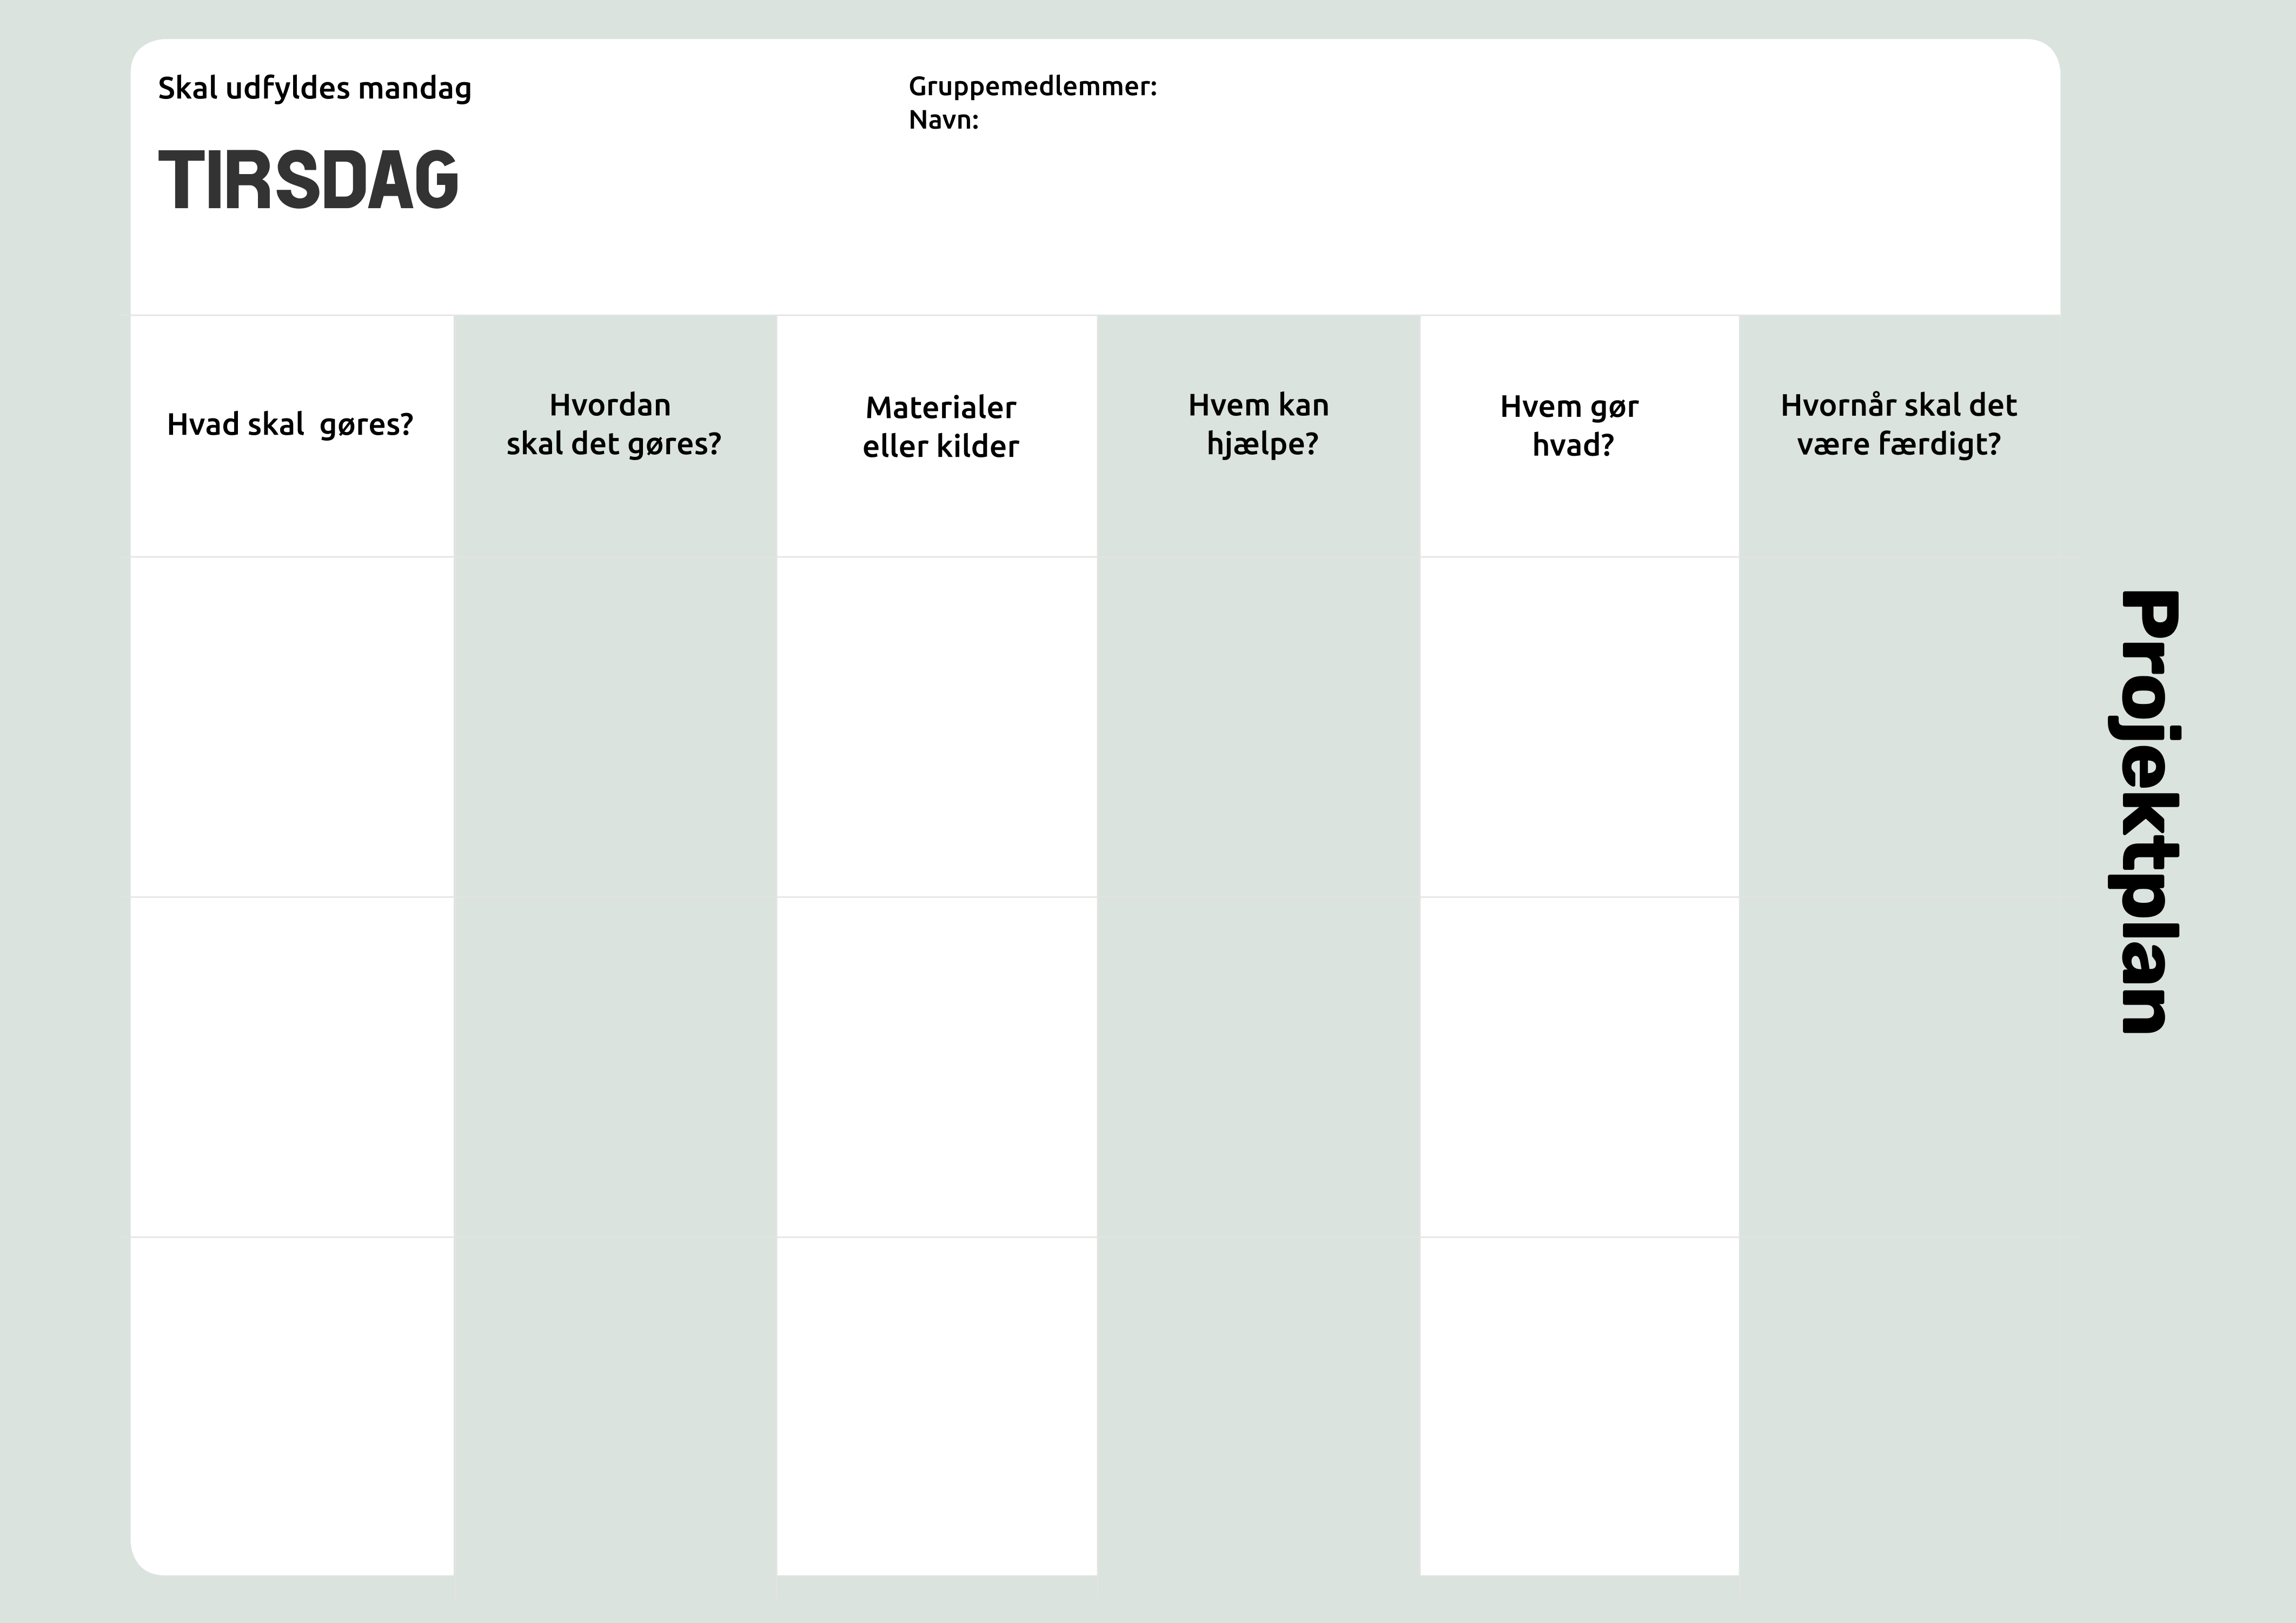 Skal udfyldes mandag
TIRSDAG
Gruppemedlemmer:
Navn:
Hvad skal  gøres?
Hvordan
skal det gøres?
Materialer
eller kilder
Hvem kan
hjælpe?
Hvem gør
hvad?
Hvornår skal det
være færdigt?
Projektplan